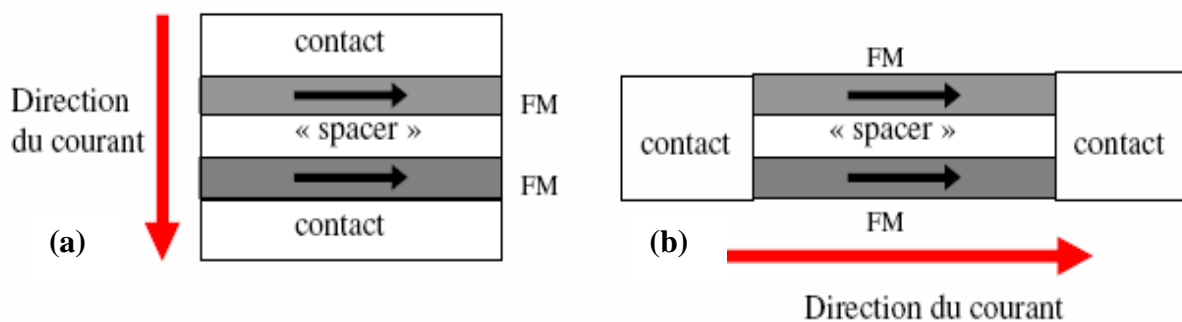 contact
Direction
du courant
FM
« spacer »
FM
contact
(a)
FM
contact
« spacer »
contact
FM
(b)
Direction du courant